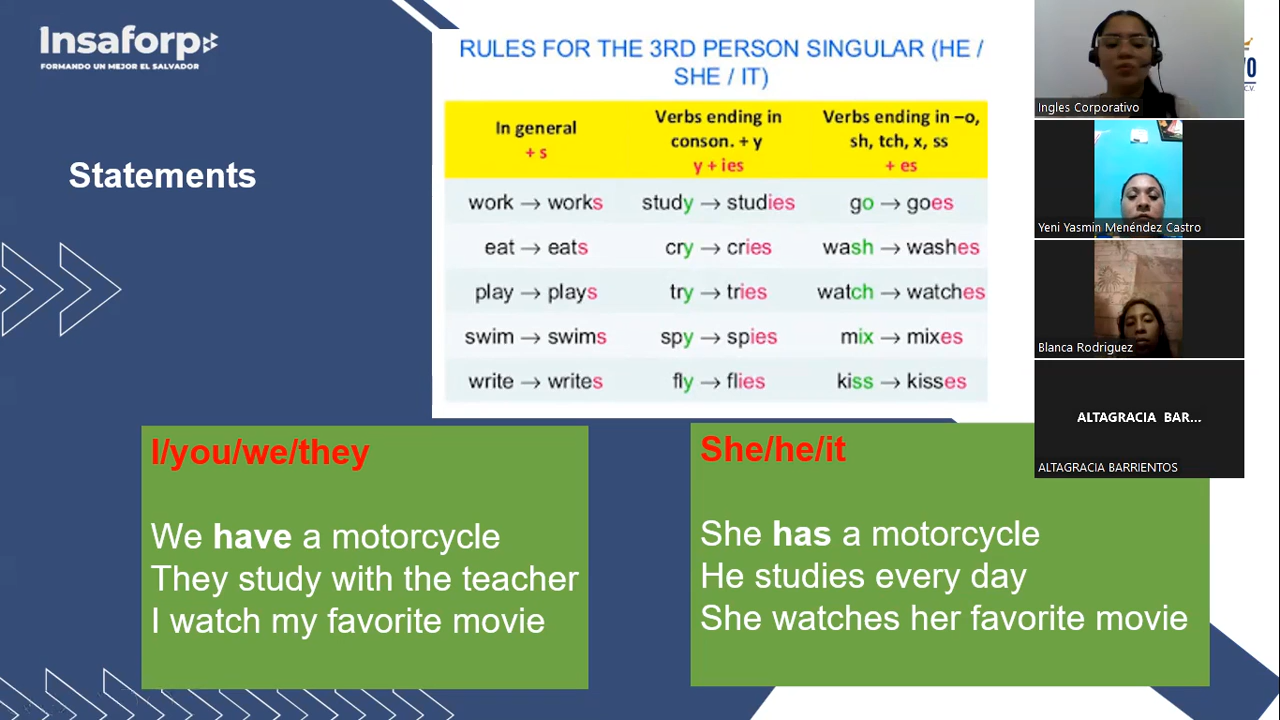 Insaforp
FORMANDO UN MEJOR EL SALVADOR
Statements
RULES FOR THE 3RD PERSON SINGULAR (HE /
SHE / IT)
In general
+ s
Verbs ending in
conson. + y
y + ies
Verbs ending in –o,
sh, tch, x, ss
+ es
work → works
study → studies
go → goes
eat → eats
cry → cries
wash → washes
play → plays
try → tries
watch → watches
swim → swims
spy → spies
mix → mixes
write → writes
fly → flies
kiss → kisses
I/you/we/they
We have a motorcycle
They study with the teacher
I watch my favorite movie
She/he/it
She has a motorcycle
He studies every day
She watches her favorite movie
Ingles Corporativo
Yeni Yasmin Menéndez Castro
Blanca Rodriguez
ALTAGRACIA BAR...
ALTAGRACIA BARRIENTOS